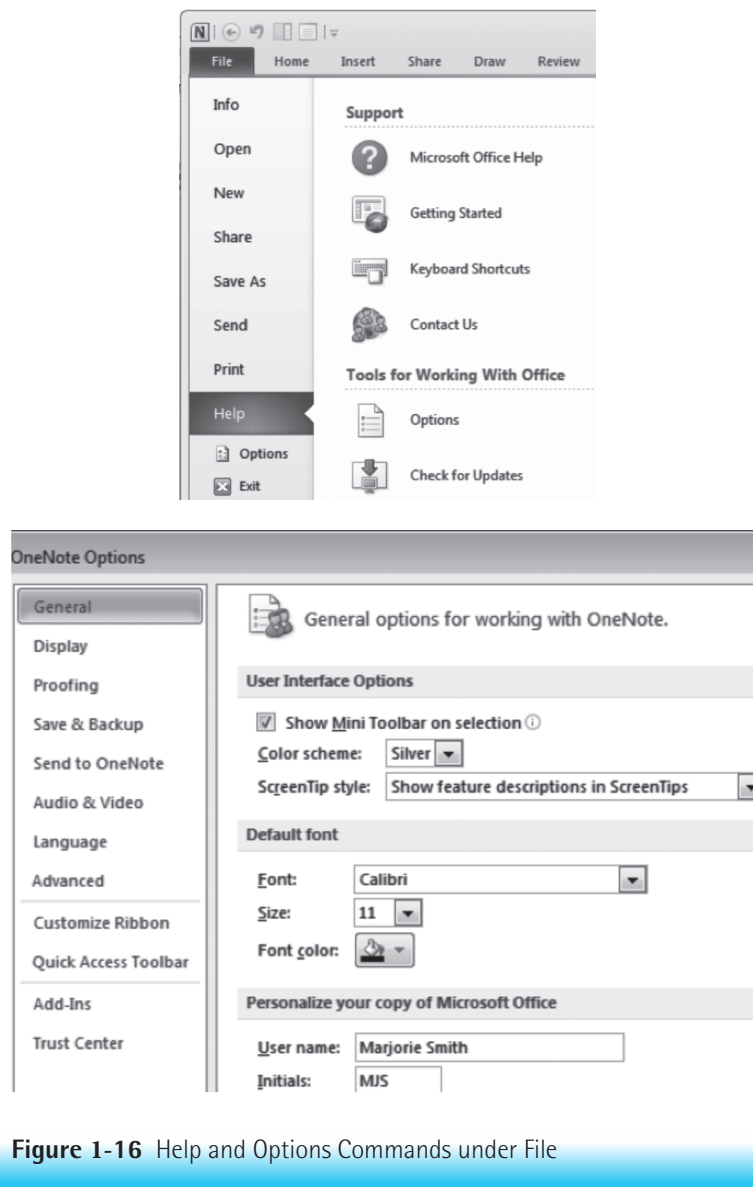 N
File Home Insert Share Draw Review
Info
Open
New
Share
Save As
Send
Print
Help
Options
Exit
Support
Microsoft Office Help
Getting Started
Keyboard Shortcuts
Contact Us
Tools for Working With Office
Options
Check for Updates
OneNote Options
General
Display
Proofing
Save & Backup
Send to OneNote
Audio & Video
Language
Advanced
Customize Ribbon
Quick Access Toolbar
Add-Ins
Trust Center
General options for working with OneNote.
User Interface Options
Show Mini Toolbar on selection
Color scheme: Silver
ScreenTip style: Show feature descriptions in ScreenTips
Default font
Font: Calibri
Size: 11
Font color:
Personalize your copy of Microsoft Office
User name: Marjorie Smith
Initials: MJS
Figure 1-16 Help and Options Commands under File